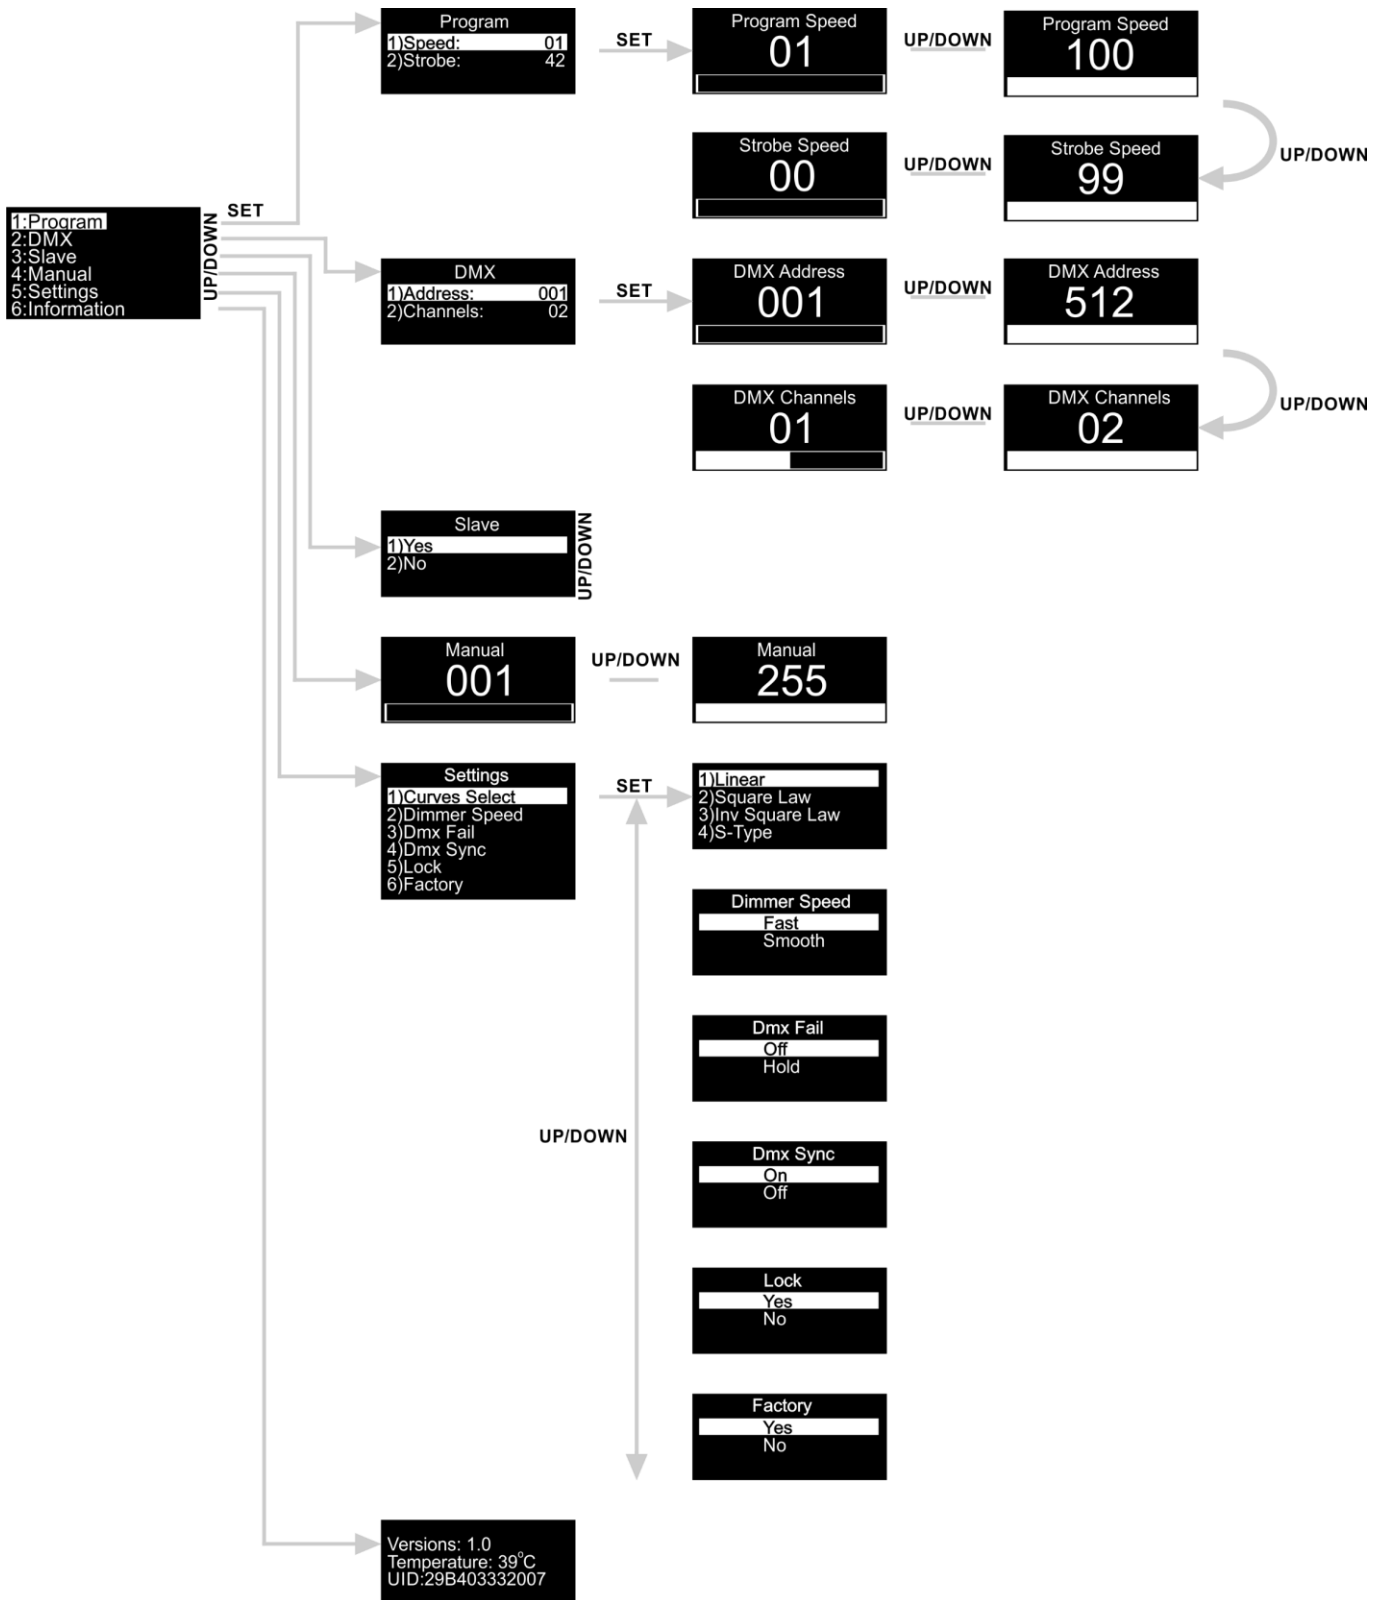 1:Program
2:DMX
3:Slave
4:Manual
5:Settings
6:Information
UP/DOWN
SET
Program
1)Speed: 01
2)Strobe: 42
SET
Program Speed
01
UP/DOWN
Program Speed
100
UP/DOWN
Strobe Speed
00
UP/DOWN
Strobe Speed
99
DMX
1)Address: 001
2)Channels: 02
SET
DMX Address
001
UP/DOWN
DMX Address
512
UP/DOWN
DMX Channels
01
UP/DOWN
DMX Channels
02
Slave
1)Yes
2)No
UP/DOWN
Manual
001
UP/DOWN
Manual
255
Settings
1)Curves Select
2)Dimmer Speed
3)Dmx Fail
4)Dmx Sync
5)Lock
6)Factory
SET
UP/DOWN
1)Linear
2)Square Law
3)Inv Square Law
4)S-Type
Dimmer Speed
Fast
Smooth
Dmx Fail
Off
Hold
Dmx Sync
On
Off
Lock
Yes
No
Factory
Yes
No
Versions: 1.0
Temperature: 39°C
UID:29B403332007